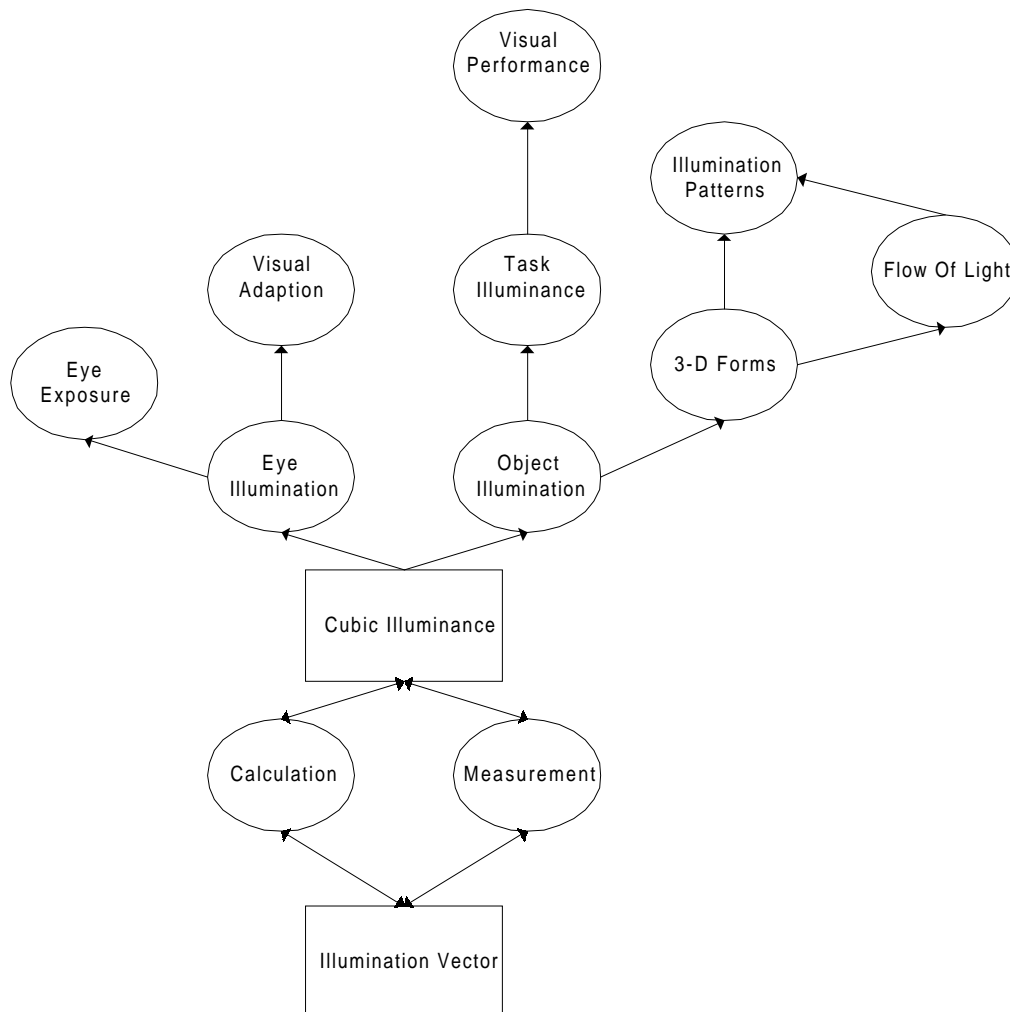 Visual
Performance
Illumination
Patterns
Visual
Adaption
Task
Illuminance
Flow Of Light
Eye
Exposure
3-D Forms
Eye
Illumination
Object
Illumination
Cubic Illuminance
Calculation
Measurement
Illumination Vector